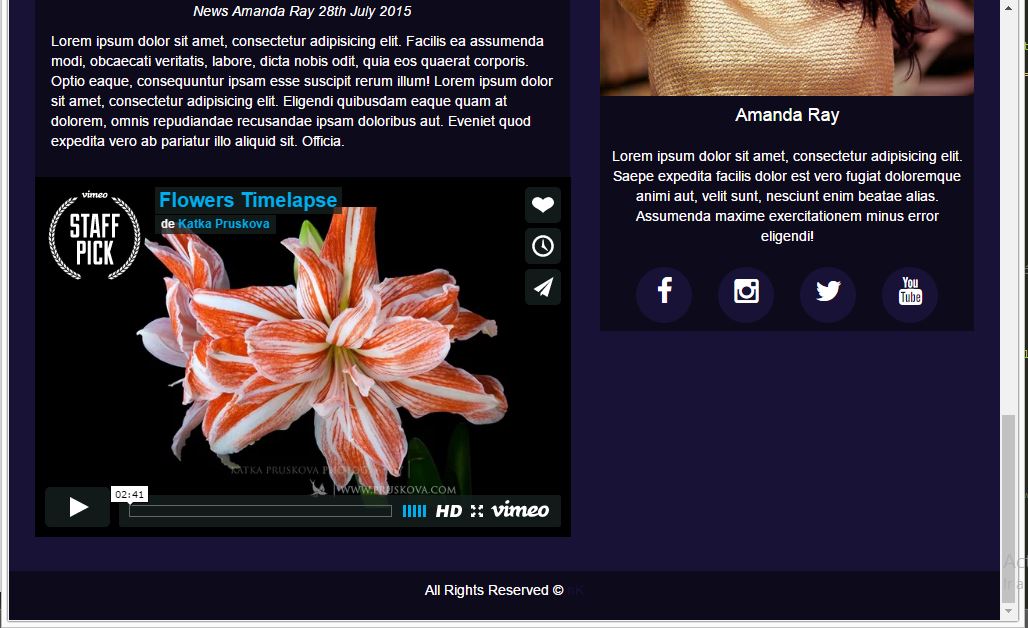 News Amanda Ray 28th July 2015
Lorem ipsum dolor sit amet, consectetur adipisicing elit. Facilis ea assumenda
modi, obcaecati veritatis, labore, dicta nobis odit, quia eos quaerat corporis.
Optio eaque, consequuntur ipsam esse suscipit rerum illum! Lorem ipsum dolor
sit amet, consectetur adipisicing elit. Eligendi quibusdam eaque quam at
dolorem, omnis repudiandae recusandae ipsam doloribus aut. Eveniet quod
expedita vero ab pariatur illo aliquid sit. Officia.
vimeo
STAFF
PICK
Flowers Timelapse
de Katka Pruskova
KATKA PRUSKOVA PHOTOGRAPHY |
| WWW.PRUSKOVA.COM
02:41
HD vimeo
Amanda Ray
Lorem ipsum dolor sit amet, consectetur adipisicing elit.
Saepe expedita facilis dolor est vero fugiat doloremque
animi aut, velit sunt, nesciunt enim beatae alias.
Assumenda maxime exercitationem minus error
eligendi!
You
Tube
All Rights Reserved ©